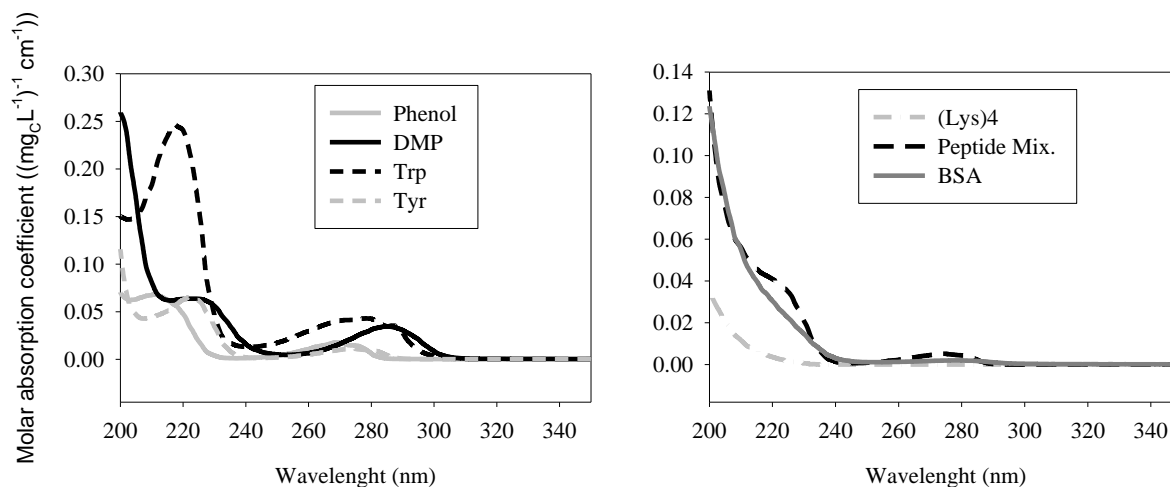 Molar absorption coefficient ((mgCL-1)-1 cm-1))
0.30
0.25
0.20
0.15
0.10
0.05
0.00
Phenol
DMP
Trp
Tyr
200 220 240 260 280 300 320 340
Wavelenght (nm)
0.14
0.12
0.10
0.08
0.06
0.04
0.02
0.00
(Lys)4
Peptide Mix.
BSA
200 220 240 260 280 300 320 340
Wavelenght (nm)